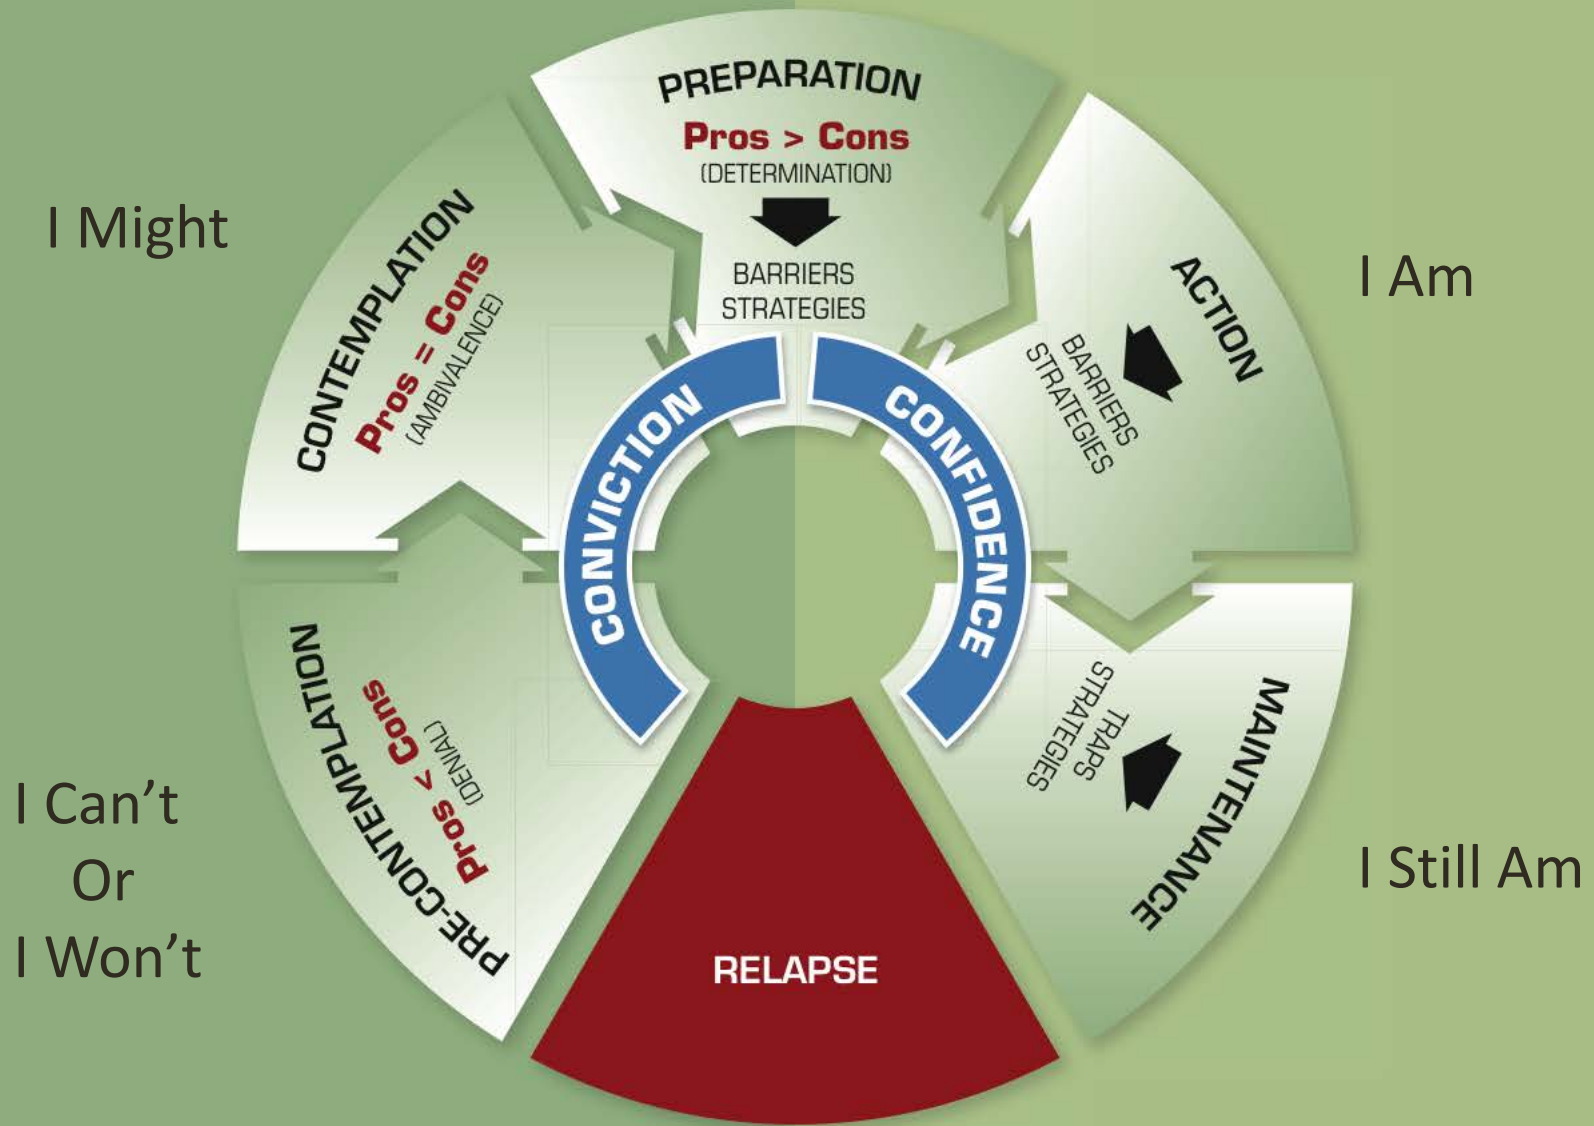 PREPARATION
Pros > Cons
(DETERMINATION)
BARRIERS
STRATEGIES
I Might
CONTEMPLATION
Pros = Cons
(AMBIVALENCE)
ACTION
BARRIERS
STRATEGIES
I Am
CONVICTION
CONFIDENCE
PRE-CONTEMPLATION
Pros < Cons
(DENIAL)
I Can't
Or
I Won't
MAINTENANCE
TRAPS
STRATEGIES
I Still Am
RELAPSE